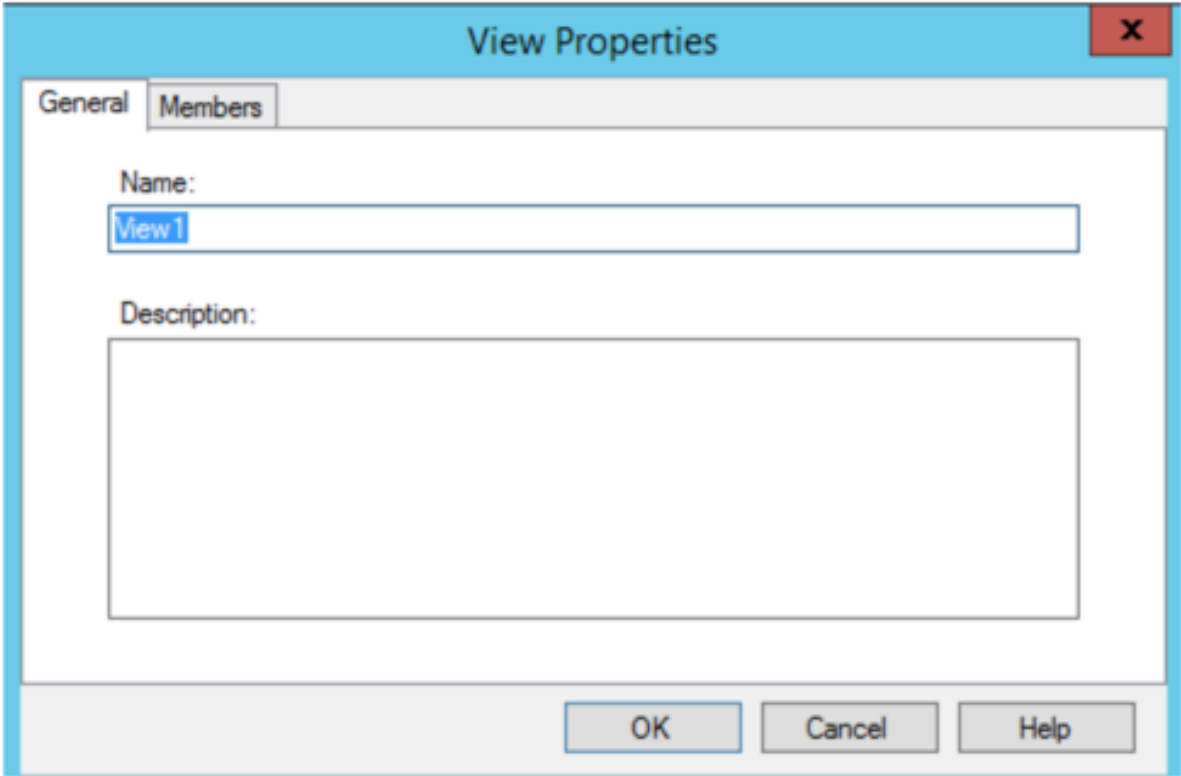 View Properties
x
General Members
Name:
View1
Description:
OK Cancel Help